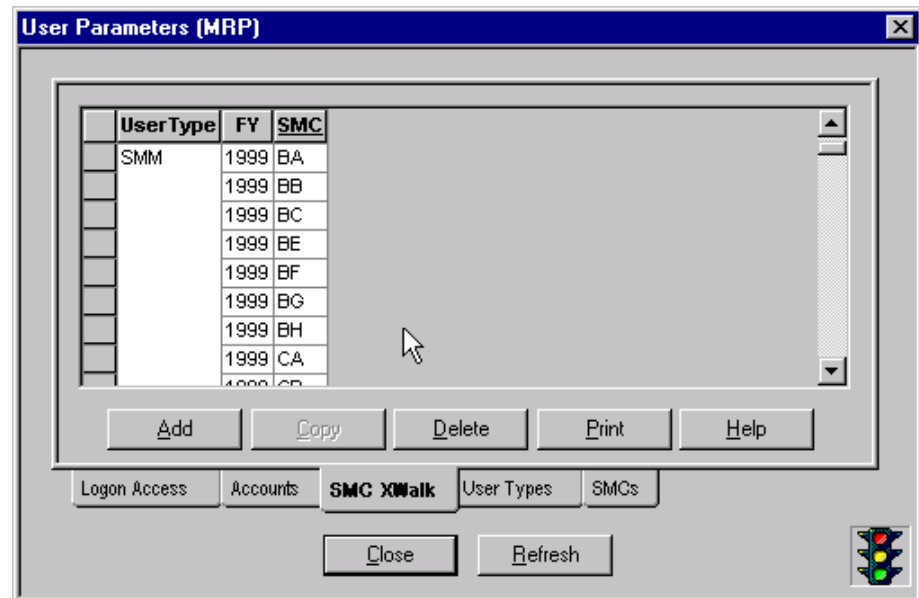 User Parameters (MRP)
UserType FY SMC
SMM 1999 BA
1999 BB
1999 BC
1999 BE
1999 BF
1999 BG
1999 BH
1999 CA
Add Copy Delete Print Help
Logon Access Accounts SMC XWalk User Types SMCs
Close Refresh